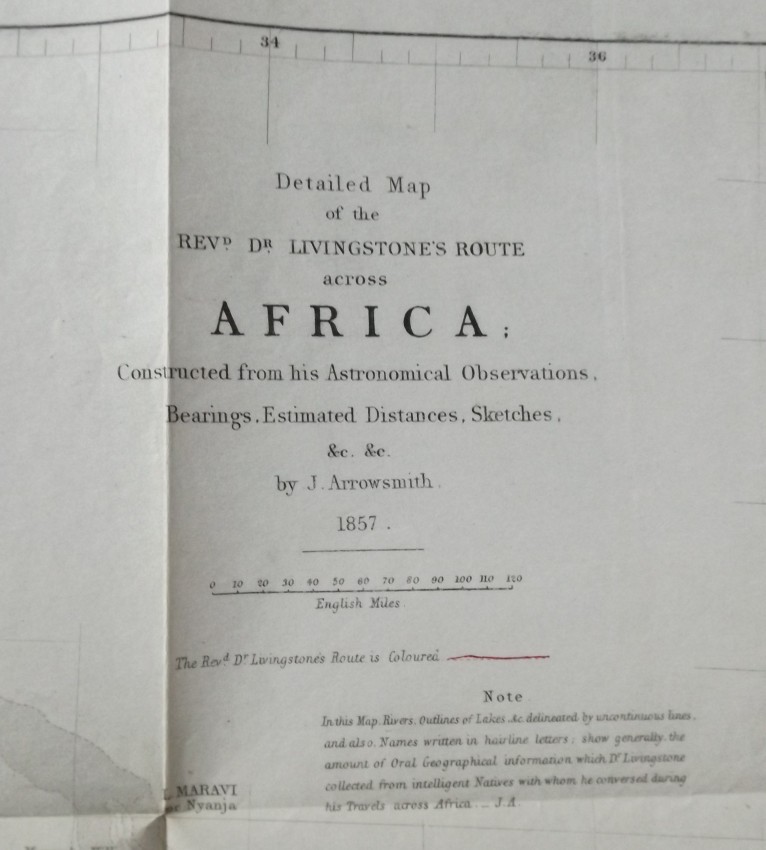 34 36
Detailed Map
of the
REVD. DR. LIVINGSTONE'S ROUTE
across
AFRICA;
Constructed from his Astronomical Observations,
Bearings, Estimated Distances, Sketches,
&c. &c.
by J. Arrowsmith.
1857.
0 10 20 30 40 50 60 70 80 90 100 110 120
English Miles.
The Revd. Dr. Livingstone's Route is Coloured
Note
In this Map, Rivers, Outlines of Lakes &c delineated by uncontinuous lines,
and also, Names written in hairline letters; show generally, the
amount of Oral Geographical information which Dr. Livingstone
collected from intelligent Natives with whom he conversed during
his Travels across Africa. _ J.A.
L. MARAVI
or Nyanja